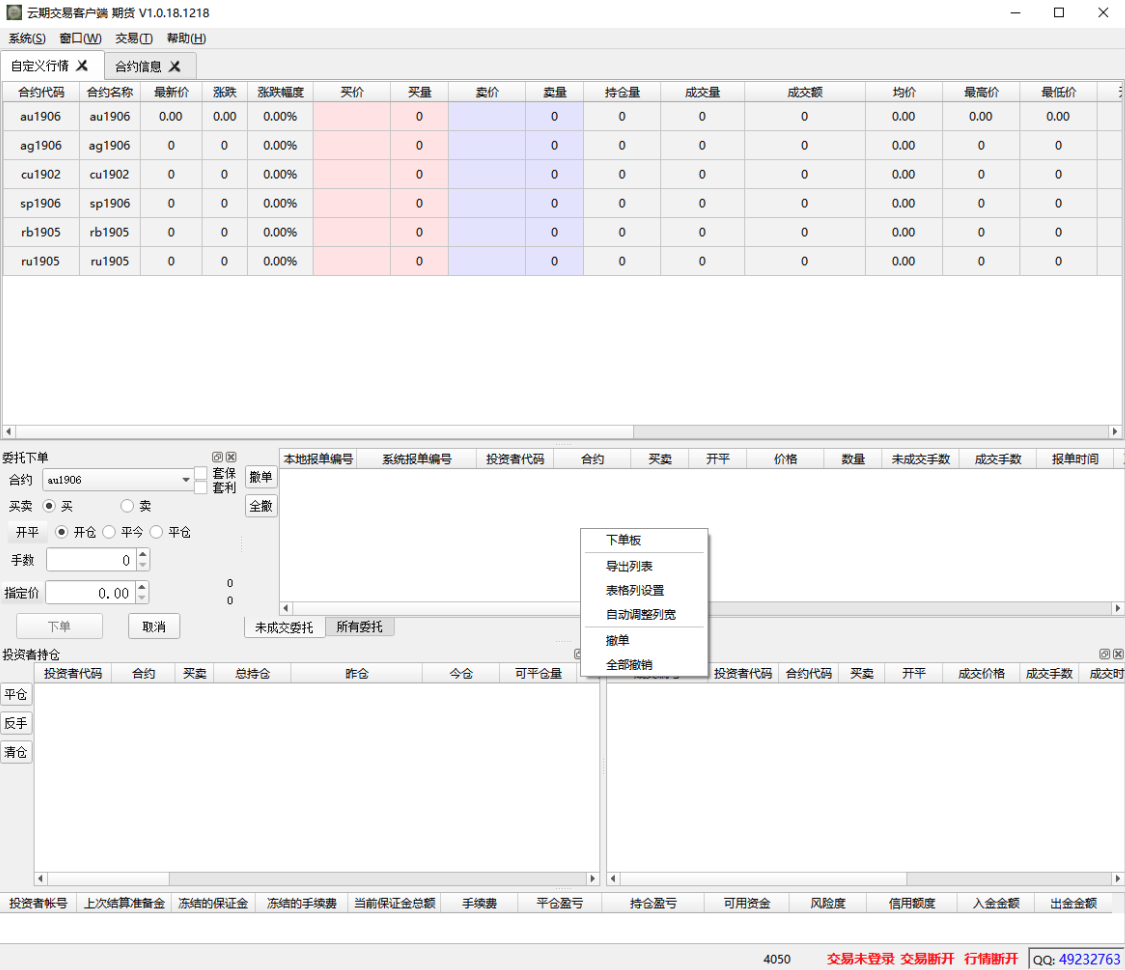 云期交易客户端 期货 V1.0.18.1218
系统(S) 窗口(W) 交易(T) 帮助(H)
自定义行情 合约信息
合约代码 合约名称 最新价 涨跌 涨跌幅度 买价 买量 卖价 卖量 持仓量 成交量 成交额 均价 最高价 最低价
au1906 au1906 0.00 0.00 0.00% 0 0 0 0 0 0.00 0.00 0.00
ag1906 ag1906 0 0 0.00% 0 0 0 0 0 0.00 0 0
cu1902 cu1902 0 0 0.00% 0 0 0 0 0 0.00 0 0
sp1906 sp1906 0 0 0.00% 0 0 0 0 0 0.00 0 0
rb1905 rb1905 0 0 0.00% 0 0 0 0 0 0.00 0 0
ru1905 ru1905 0 0 0.00% 0 0 0 0 0 0.00 0 0
委托下单
合约 au1906 套保
套利
买卖 买 卖
开平 开仓 平今 平仓
手数 0
指定价 0.00
0
0
下单 取消
撤单
全撤
本地报单编号 系统报单编号 投资者代码 合约 买卖 开平 价格 数量 未成交手数 成交手数 报单时间
下单板
导出列表
表格列设置
自动调整列宽
撤单
全部撤销
未成交委托 所有委托
投资者持仓
投资者代码 合约 买卖 总持仓 昨仓 今仓 可平仓量
平仓
反手
清仓
投资者代码 合约代码 买卖 开平 成交价格 成交手数 成交时
投资者帐号 上次结算准备金 冻结的保证金 冻结的手续费 当前保证金总额 手续费 平仓盈亏 持仓盈亏 可用资金 风险度 信用额度 入金金额 出金金额
4050 交易未登录 交易断开 行情断开 QQ: 49232763